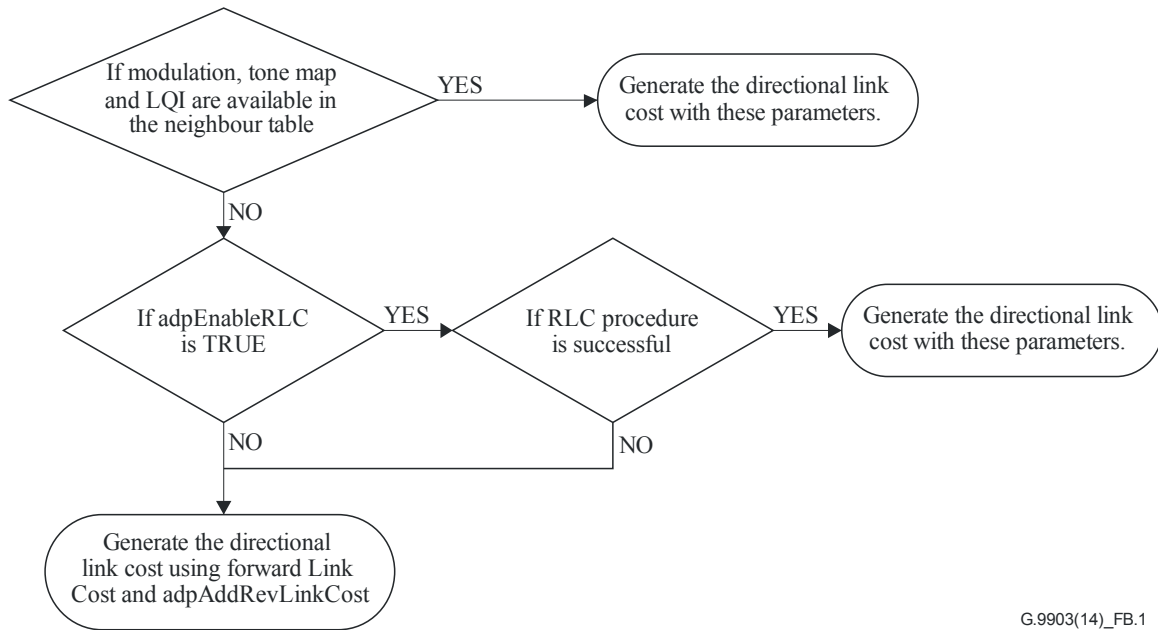 If modulation, tone map
and LQI are available in
the neighbour table
YES
Generate the directional link
cost with these parameters.
NO
If adpEnableRLC
is TRUE
YES
If RLC procedure
is successful
YES
Generate the directional link
cost with these parameters.
NO
NO
Generate the directional
link cost using forward Link
Cost and adpAddRevLinkCost
G.9903(14)_FB.1